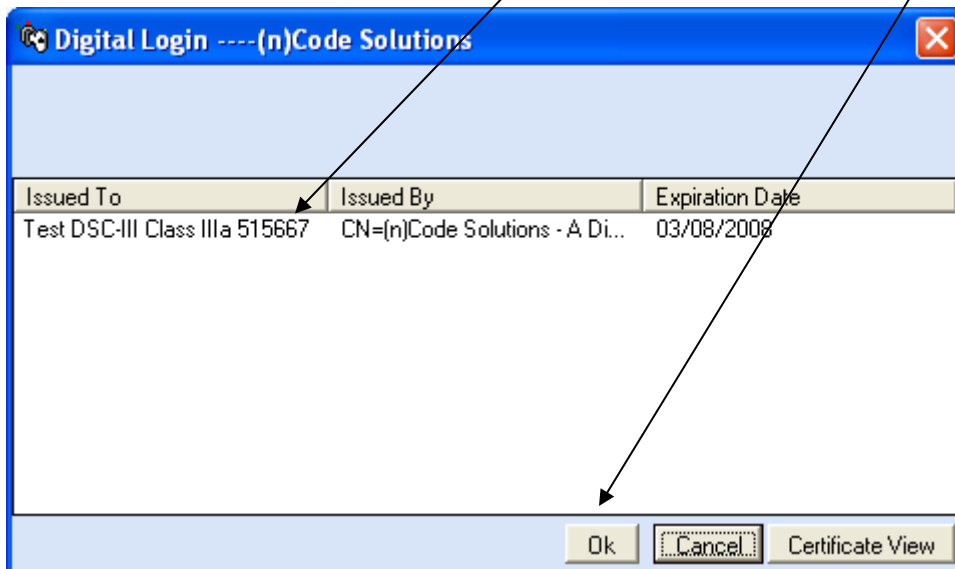 Digital Login ----(n)Code Solutions
Issued To Issued By Expiration Date
Test DSC-III Class IIIa 515667 CN=(n)Code Solutions - A Di... 03/08/2008
Ok Cancel Certificate View